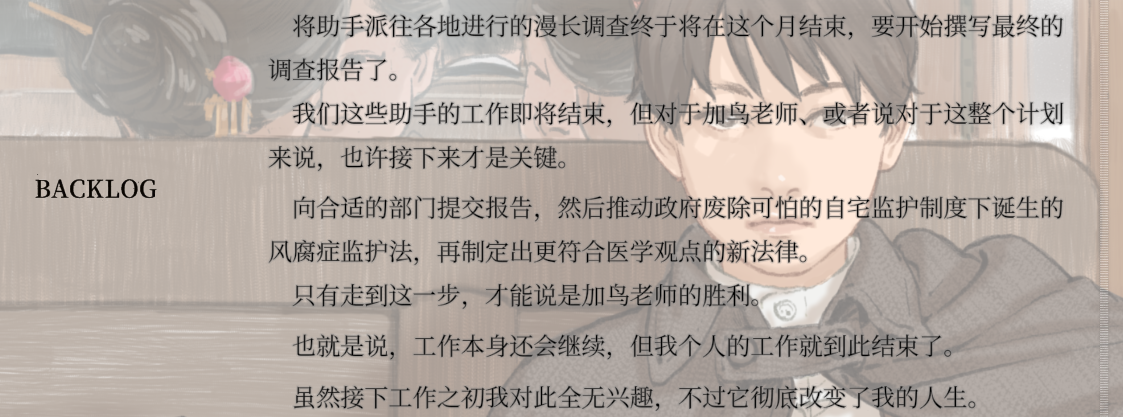 将助手派往各地进行的漫长调查终于将在这个月结束，要开始撰写最终的
调查报告了。
我们这些助手的工作即将结束，但对于加鸟老师、或者说对于这整个计划
来说，也许接下来才是关键。
BACKLOG
向合适的部门提交报告，然后推动政府废除可怕的自宅监护制度下诞生的
风腐症监护法，再制定出更符合医学观点的新法律。
只有走到这一步，才能说是加鸟老师的胜利。
也就是说，工作本身还会继续，但我个人的工作就到此结束了。
虽然接下工作之初我对此全无兴趣，不过它彻底改变了我的人生。